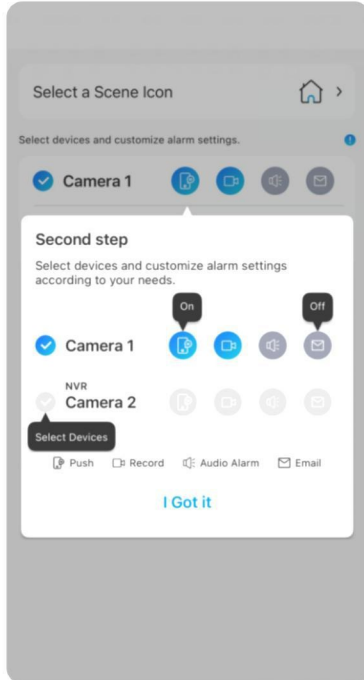 Select a Scene Icon
Select devices and customize alarm settings.
Camera 1
Second step
Select devices and customize alarm settings
according to your needs.
On
Off
Camera 1
NVR
Camera 2
Select Devices
Push
Record
Audio Alarm
Email
I Got it